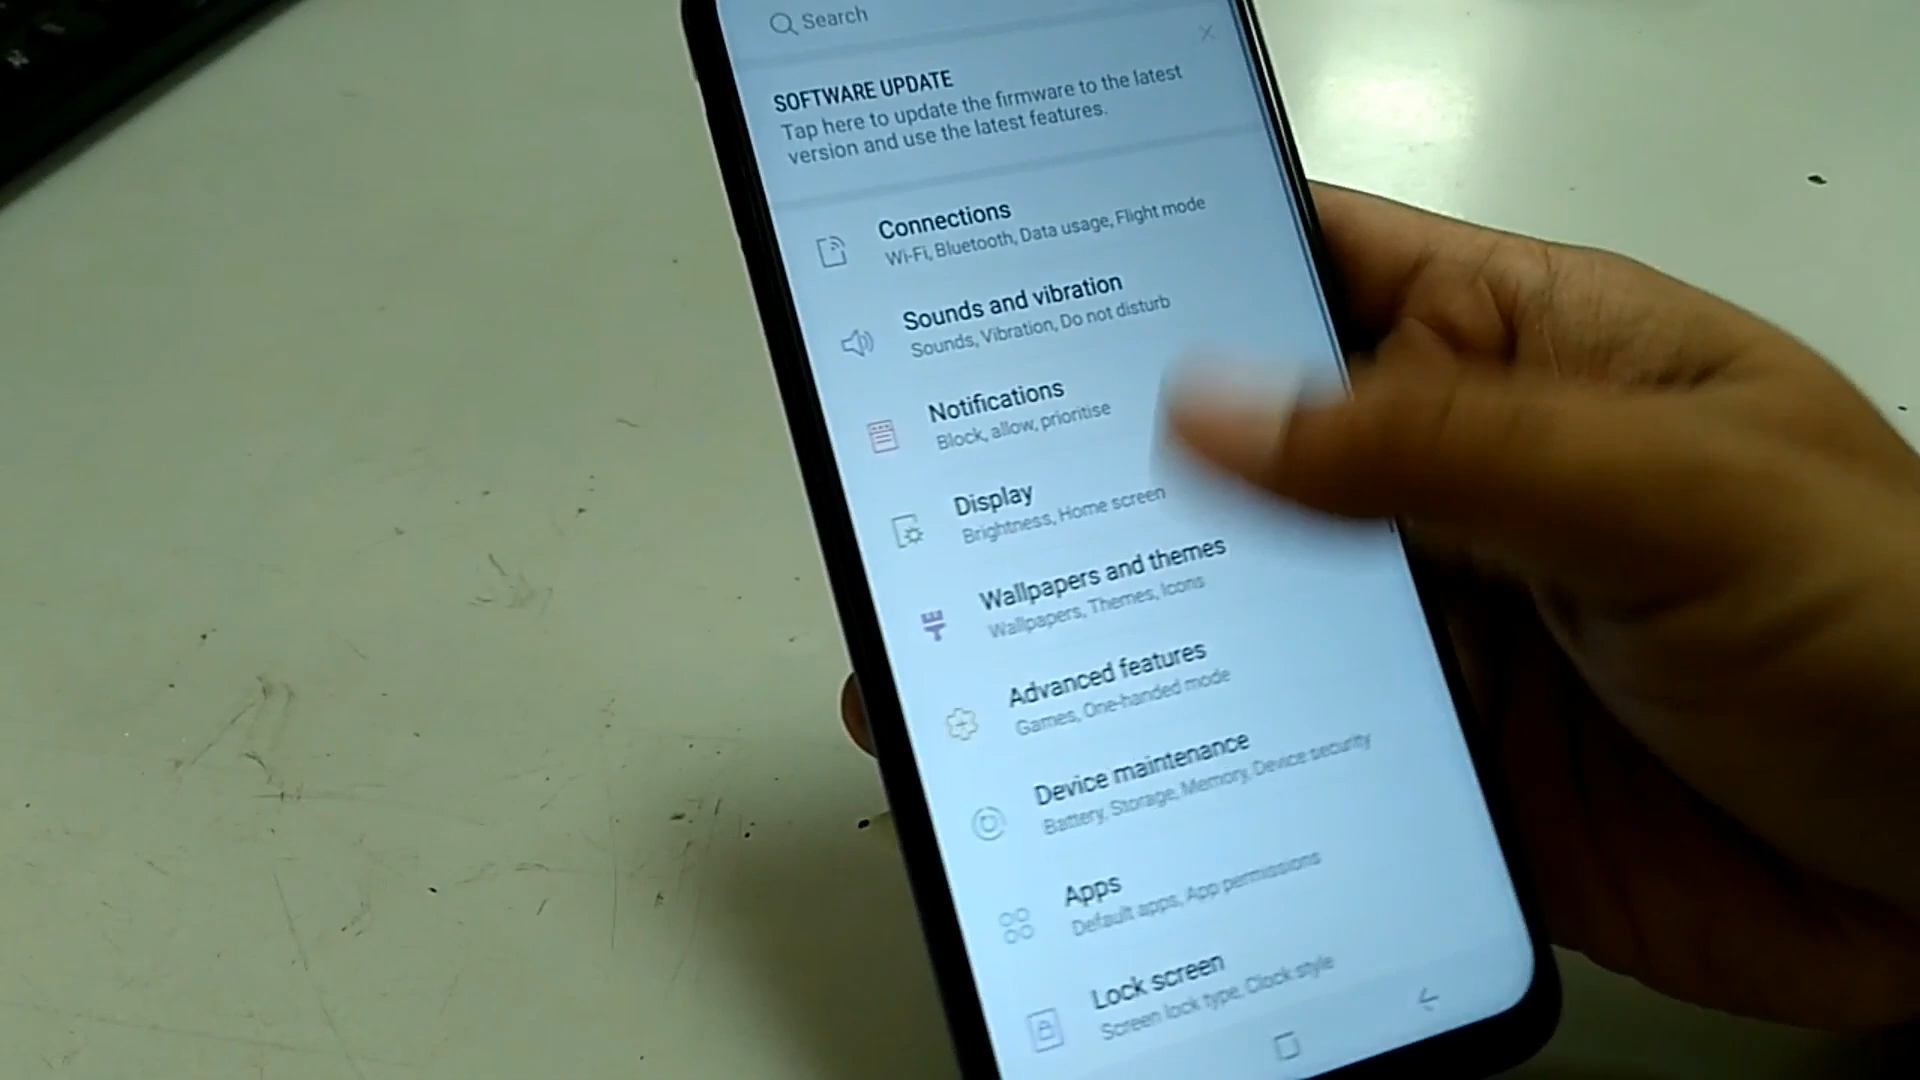 Search
SOFTWARE UPDATE
Tap here to update the firmware to the latest
version and use the latest features.
Connections
Wi-Fi, Bluetooth, Data usage, Flight mode
Sounds and vibration
Sounds, Vibration, Do not disturb
Notifications
Block, allow, prioritise
Display
Brightness, Home screen
Wallpapers and themes
Wallpapers, Themes, Icons
Advanced features
Games, One-handed mode
Device maintenance
Battery, Storage, Memory, Device security
Apps
Default apps, App permissions
Lock screen
Screen lock type, Clock style